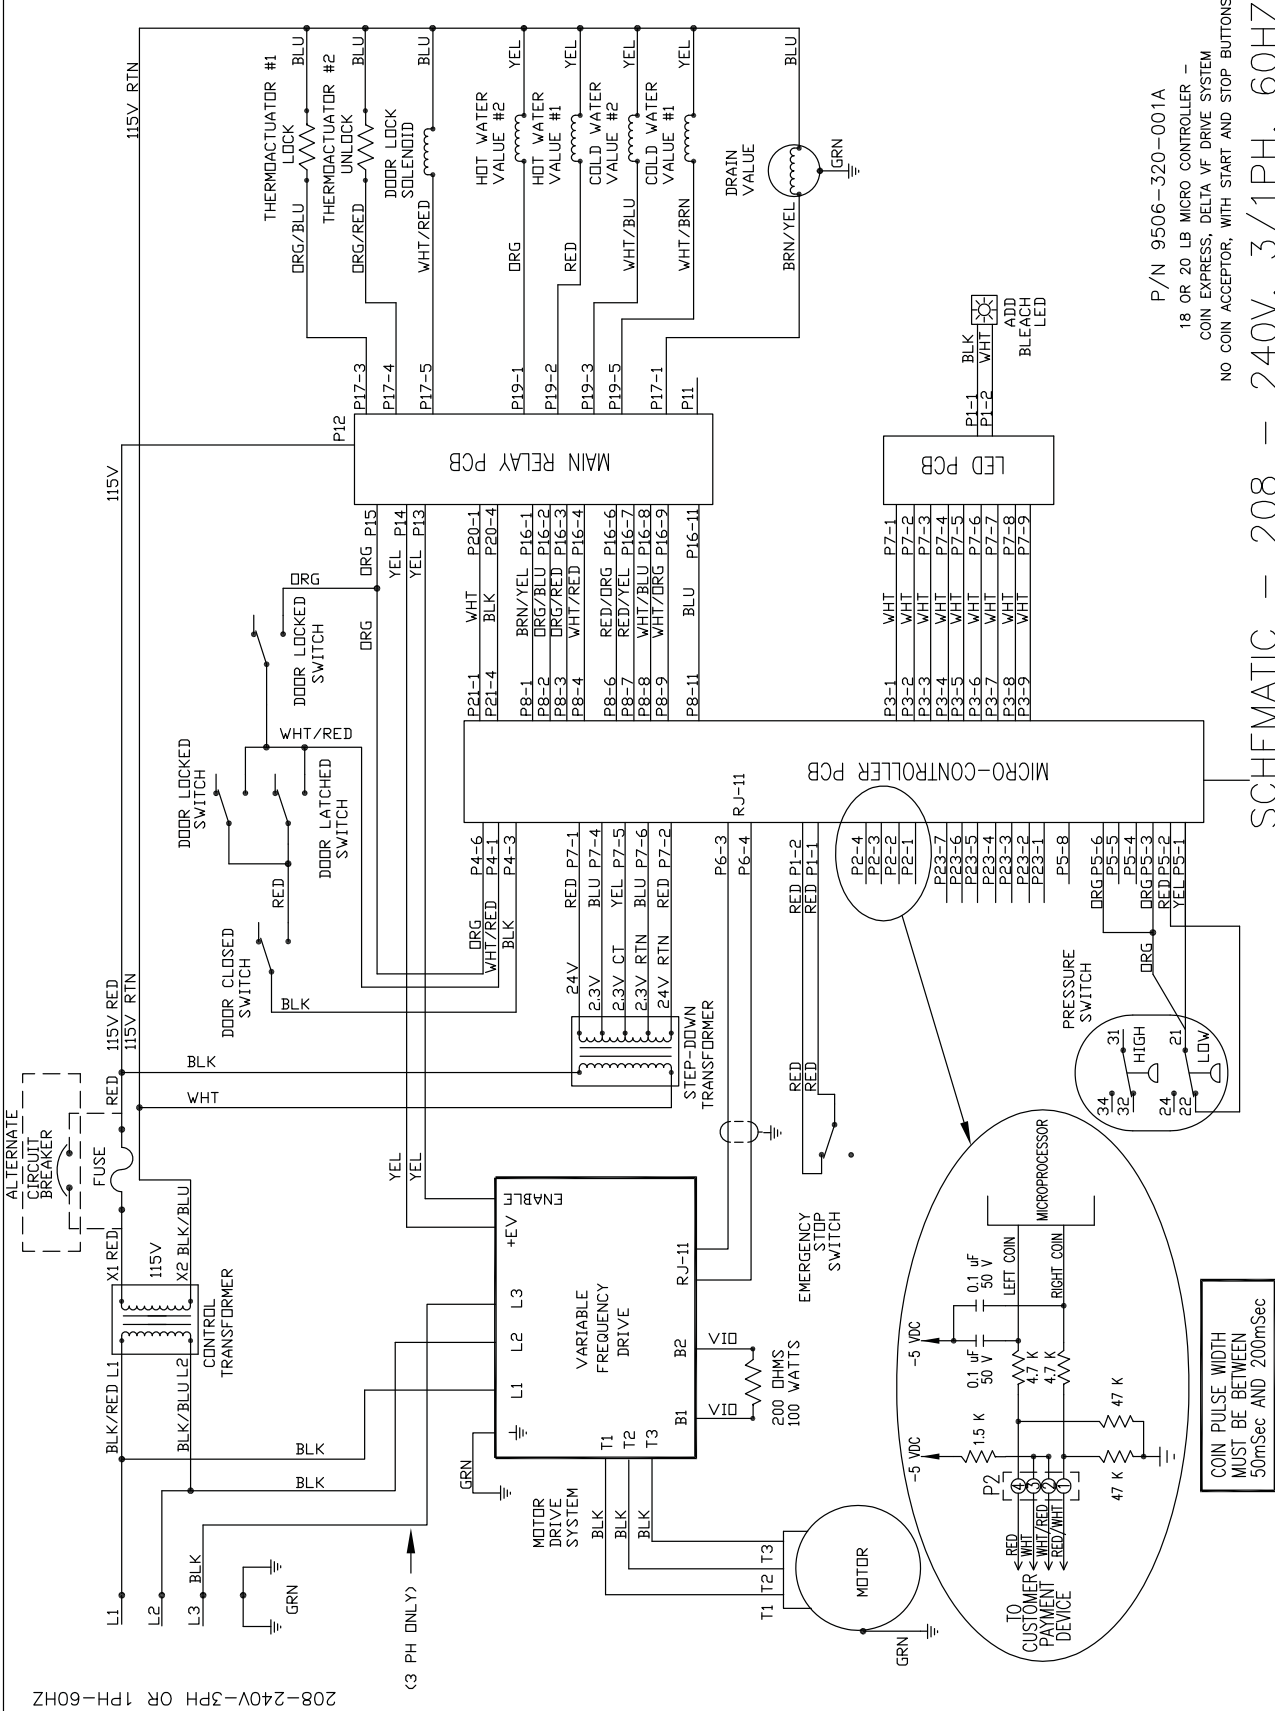 208-240V-3PH OR 1PH-60HZ
L1
L2
L3
BLK
GRN
(3 PH ONLY)
BLK/RED L1
BLK/BLU L2
BLK
BLK
CONTROL
TRANSFORMER
X1 RED
115V
X2 BLK/BLU
ALTERNATE
CIRCUIT
BREAKER
FUSE
RED
115V RED
115V RTN
BLK
WHT
115V
115V RTN
DOOR CLOSED
SWITCH
BLK
RED
DOOR LOCKED
SWITCH
DOOR LATCHED
SWITCH
WHT/RED
DOOR LOCKED
SWITCH
ORG
ORG
ORG P15
YEL P14
YEL P13
P12
YEL
YEL
GRN
MOTOR
DRIVE
SYSTEM
VARIABLE
FREQUENCY
DRIVE
L1
L2
L3
+EV
ENABLE
RJ-11
B1
B2
VIO
VIO
200 OHMS
100 WATTS
T1
T2
T3
BLK
BLK
BLK
T1
T2
T3
MOTOR
GRN
STEP-DOWN
TRANSFORMER
24V
2.3V
2.3V CT
2.3V RTN
24V RTN
RED P7-1
BLU P7-4
YEL P7-5
BLU P7-6
RED P7-2
ORG
WHT/RED
BLK
P4-6
P4-1
P4-3
P6-3
P6-4
RJ-11
EMERGENCY
STOP
SWITCH
RED
RED
RED P1-2
RED P1-1
P2-4
P2-3
P2-2
P2-1
P23-7
P23-6
P23-5
P23-4
P23-3
P23-2
P23-1
P5-8
ORG P5-6
P5-5
P5-4
ORG P5-3
RED P5-2
YEL P5-1
ORG
PRESSURE
SWITCH
31
HIGH
34
32
21
LOW
24
22
MICRO-CONTROLLER PCB
P21-1 WHT P20-1
P21-4 BLK P20-4
P8-1 BRN/YEL P16-1
P8-2 ORG/BLU P16-2
P8-3 ORG/RED P16-3
P8-4 WHT/RED P16-4
P8-6 RED/ORG P16-6
P8-7 RED/YEL P16-7
P8-8 WHT/BLU P16-8
P8-9 WHT/ORG P16-9
P8-11 BLU P16-11
P3-1 WHT P7-1
P3-2 WHT P7-2
P3-3 WHT P7-3
P3-4 WHT P7-4
P3-5 WHT P7-5
P3-6 WHT P7-6
P3-7 WHT P7-7
P3-8 WHT P7-8
P3-9 WHT P7-9
MAIN RELAY PCB
LED PCB
P1-1 BLK
P1-2 WHT
ADD
BLEACH
LED
P17-3
P17-4
P17-5
P19-1
P19-2
P19-3
P19-5
P17-1
P11
ORG/BLU
THERMOACTUATOR #1
LOCK
BLU
ORG/RED
THERMOACTUATOR #2
UNLOCK
BLU
WHT/RED
DOOR LOCK
SOLENOID
BLU
ORG
HOT WATER
VALUE #2
YEL
RED
HOT WATER
VALUE #1
YEL
WHT/BLU
COLD WATER
VALUE #2
YEL
WHT/BRN
COLD WATER
VALUE #1
YEL
BRN/YEL
DRAIN
VALUE
BLU
GRN
TO
CUSTOMER
PAYMENT
DEVICE
RED
WHT
WHT/RED
RED/WHT
P2
4
3
2
1
-5 VDC
1.5 K
47 K
47 K
4.7 K
4.7 K
-5 VDC
0.1 uF
50 V
0.1 uF
50 V
LEFT COIN
RIGHT COIN
MICROPROCESSOR
COIN PULSE WIDTH
MUST BE BETWEEN
50mSec AND 200mSec
P/N 9506-320-001A
18 OR 20 LB MICRO CONTROLLER -
COIN EXPRESS, DELTA VF DRIVE SYSTEM
NO COIN ACCEPTOR, WITH START AND STOP BUTTONS
SCHEMATIC - 208 - 240V, 3/1PH, 60HZ